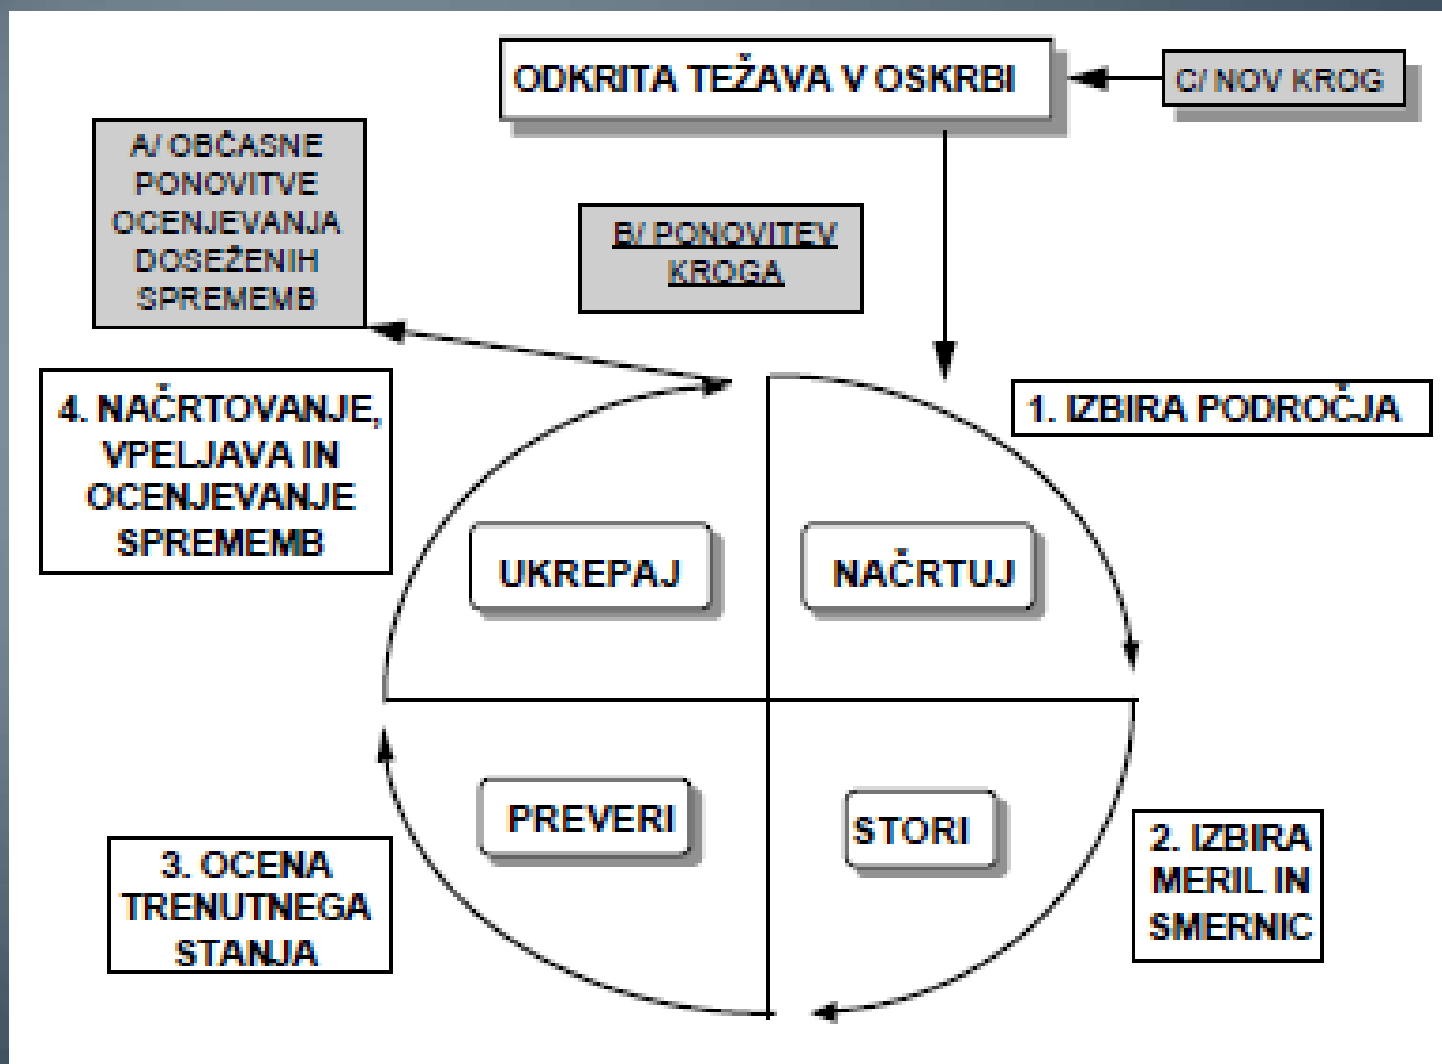 ODKRITA TEŽAVA V OSKRBI
C/ NOV KROG
A/ OBČASNE
PONOVITVE
OCENJEVANJA
DOSEŽENIH
SPREMEMB
B/ PONOVITEV
KROGA
4. NAČRTOVANJE,
VPELJAVA IN
OCENJEVANJE
SPREMEMB
1. IZBIRA PODROČJA
UKREPAJ
NAČRTUJ
PREVERI
STORI
3. OCENA
TRENUTNEGA
STANJA
2. IZBIRA
MERIL IN
SMERNIC